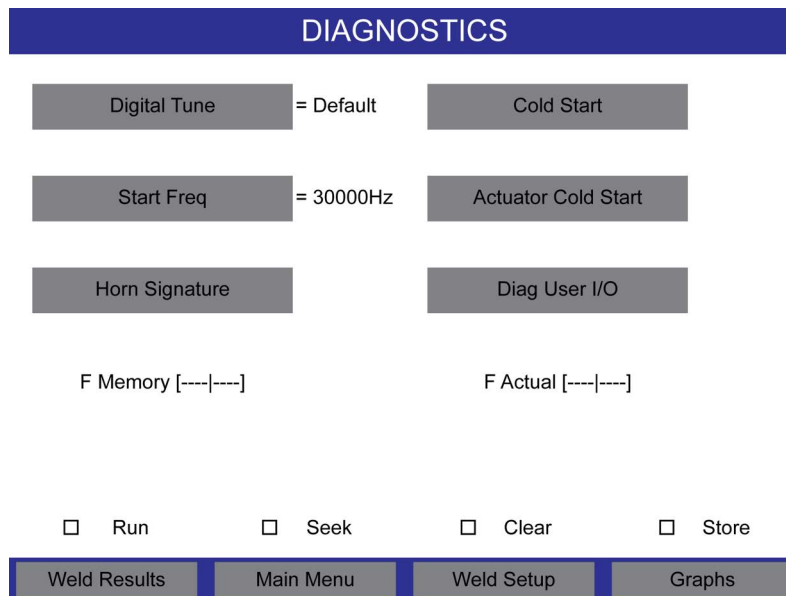 DIAGNOSTICS
Digital Tune = Default Cold Start
Start Freq = 30000Hz Actuator Cold Start
Horn Signature Diag User I/O
F Memory [----|----] F Actual [----|----]
Run Seek Clear Store
Weld Results Main Menu Weld Setup Graphs